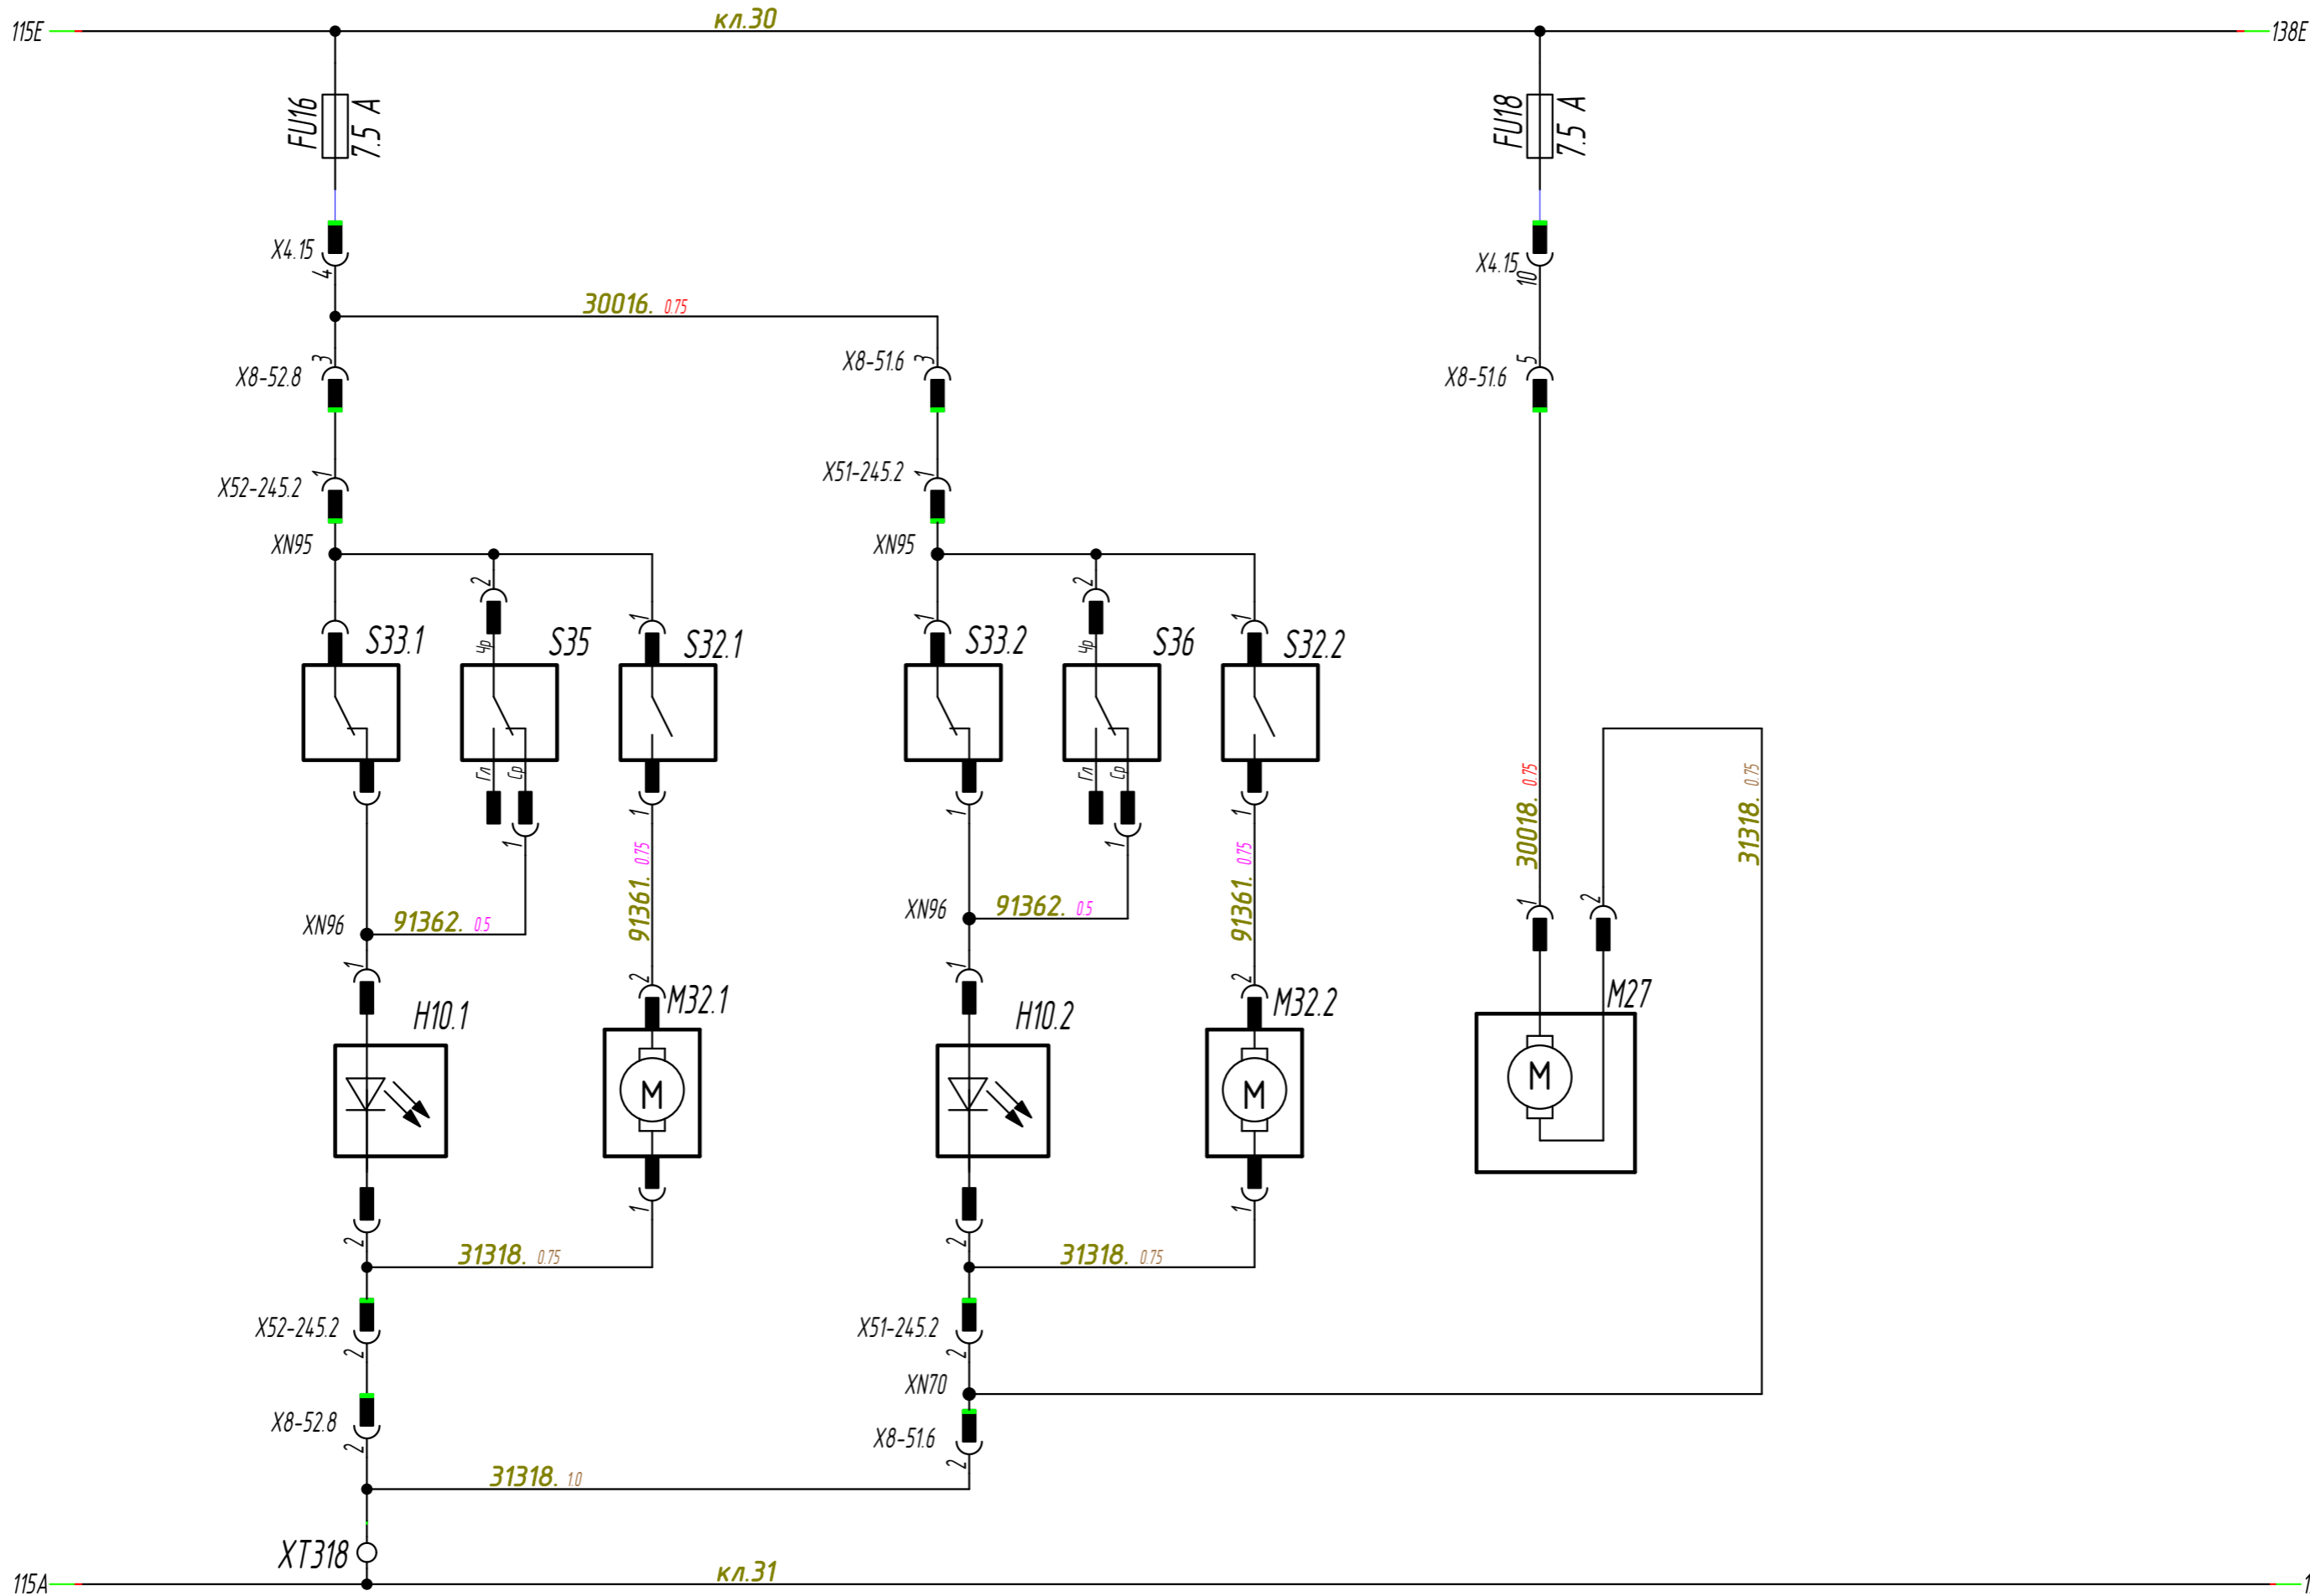 115E
кл.30
138E
FU16
7.5 A
FU18
7.5 A
X4.15
4
X4.15
10
30016. 0.75
X8-52.8
3
X8-51.6
3
X8-51.6
5
X52-245.2
1
X51-245.2
1
XN95
XN95
2
2
1
1
1
S33.1
Чр
S35
S32.1
S33.2
Чр
S36
S32.2
Гл
Ср
Гл
Ср
1
1
1
1
1
91361. 0.75
91361. 0.75
30018. 0.75
31318. 0.75
XN96
91362. 0.5
XN96
91362. 0.5
1
2
1
2
1
2
H10.1
M32.1
H10.2
M32.2
M27
M
M
M
2
1
2
1
31318. 0.75
31318. 0.75
X52-245.2
2
X51-245.2
2
XN70
X8-52.8
2
X8-51.6
2
31318. 1.0
XT318
115A
кл.31